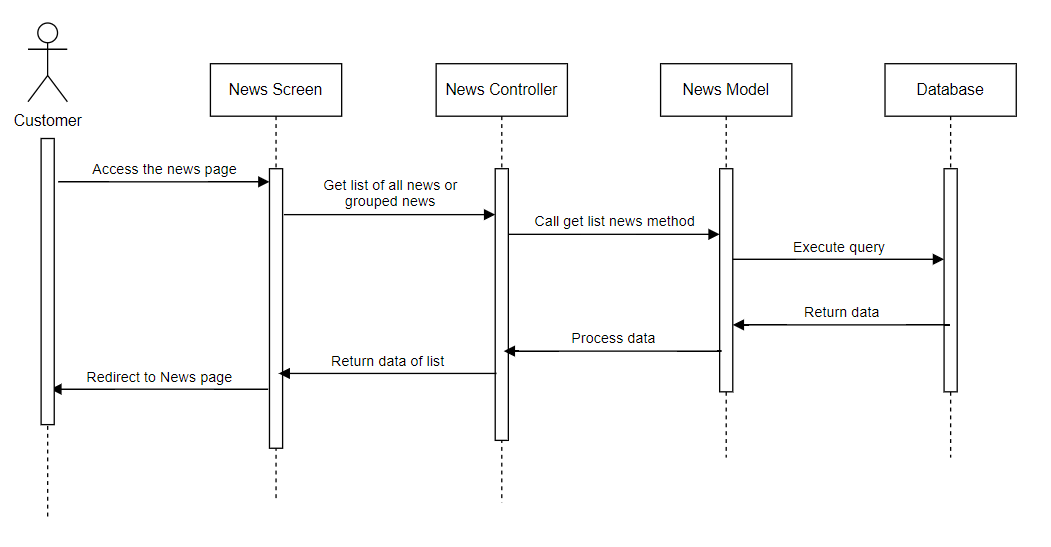 News Screen
News Controller
News Model
Database
Customer
Access the news page
Get list of all news or
grouped news
Call get list news method
Execute query
Return data
Process data
Return data of list
Redirect to News page